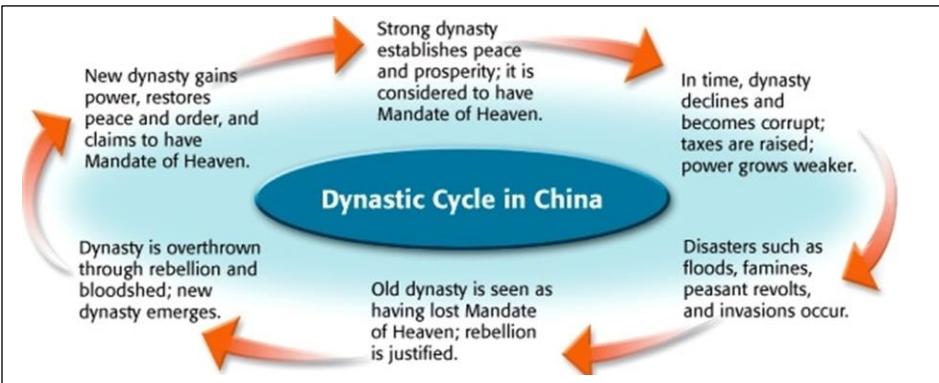 Strong dynasty
establishes peace
and prosperity; it is
considered to have
Mandate of Heaven.
In time, dynasty
declines and
becomes corrupt;
taxes are raised;
power grows weaker.
Disasters such as
floods, famines,
peasant revolts,
and invasions occur.
Old dynasty is seen as
having lost Mandate
of Heaven; rebellion
is justified.
Dynasty is overthrown
through rebellion and
bloodshed; new
dynasty emerges.
New dynasty gains
power, restores
peace and order, and
claims to have
Mandate of Heaven.
Dynastic Cycle in China